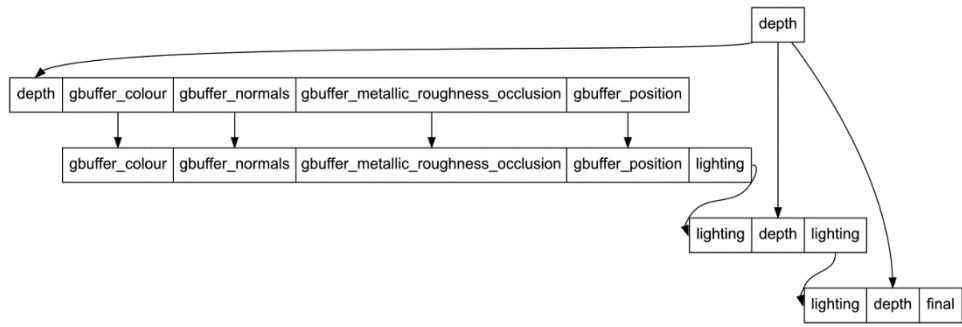 depth
depth gbuffer_colour gbuffer_normals gbuffer_metallic_roughness_occlusion gbuffer_position
gbuffer_colour gbuffer_normals gbuffer_metallic_roughness_occlusion gbuffer_position lighting
lighting depth lighting
lighting depth final